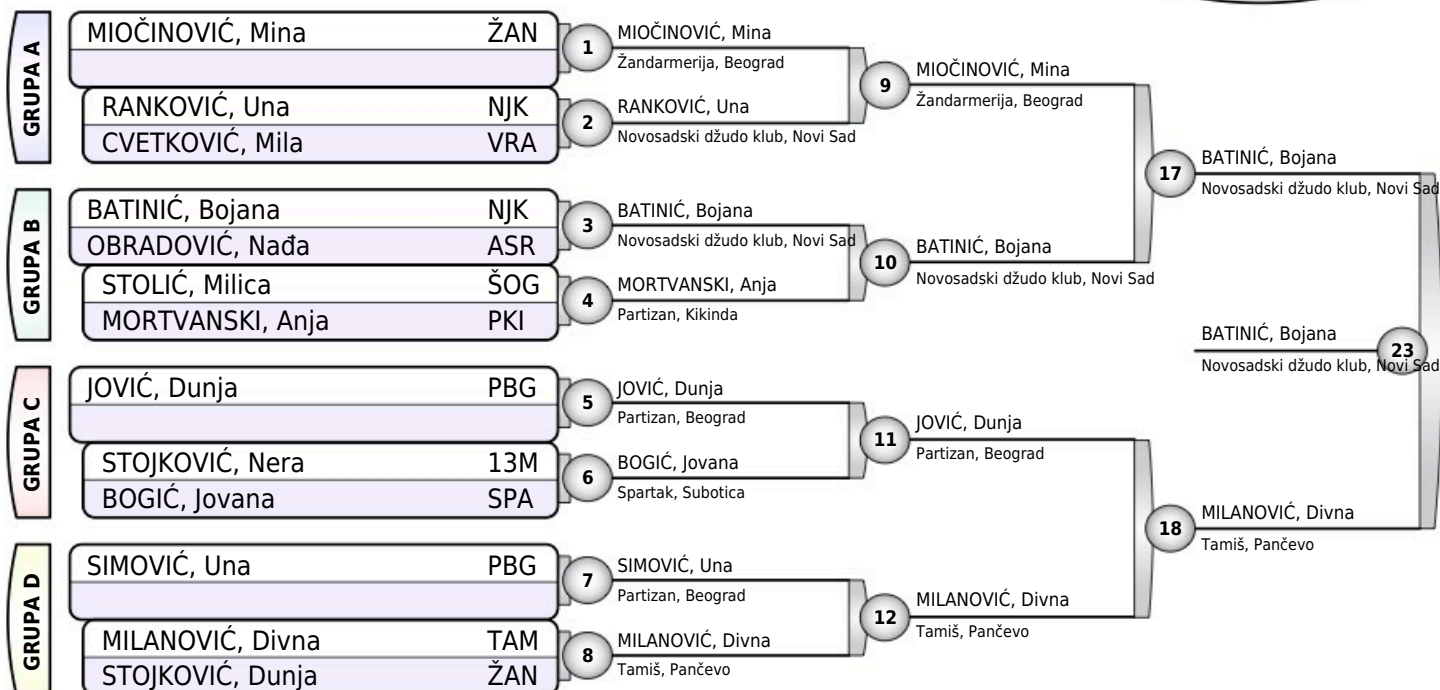 GRUPA A
MIOČINOVIĆ, Mina ŽAN
RANKOVIĆ, Una NJK
CVETKOVIĆ, Mila VRA
GRUPA B
BATINIĆ, Bojana NJK
OBRADOVIĆ, Nađa ASR
STOLIĆ, Milica ŠOG
MORTVANSKI, Anja PKI
GRUPA C
JOVIĆ, Dunja PBG
STOJKOVIĆ, Nera 13M
BOGIĆ, Jovana SPA
GRUPA D
SIMOVIĆ, Una PBG
MILANOVIĆ, Divna TAM
STOJKOVIĆ, Dunja ŽAN
1
MIOČINOVIĆ, Mina
Žandarmerija, Beograd
2
RANKOVIĆ, Una
Novosadski džudo klub, Novi Sad
3
BATINIĆ, Bojana
Novosadski džudo klub, Novi Sad
4
MORTVANSKI, Anja
Partizan, Kikinda
5
JOVIĆ, Dunja
Partizan, Beograd
6
BOGIĆ, Jovana
Spartak, Subotica
7
SIMOVIĆ, Una
Partizan, Beograd
8
MILANOVIĆ, Divna
Tamiš, Pančevo
9
MIOČINOVIĆ, Mina
Žandarmerija, Beograd
10
BATINIĆ, Bojana
Novosadski džudo klub, Novi Sad
11
JOVIĆ, Dunja
Partizan, Beograd
12
MILANOVIĆ, Divna
Tamiš, Pančevo
17
BATINIĆ, Bojana
Novosadski džudo klub, Novi Sad
18
MILANOVIĆ, Divna
Tamiš, Pančevo
BATINIĆ, Bojana
23
Novosadski džudo klub, Novi Sad